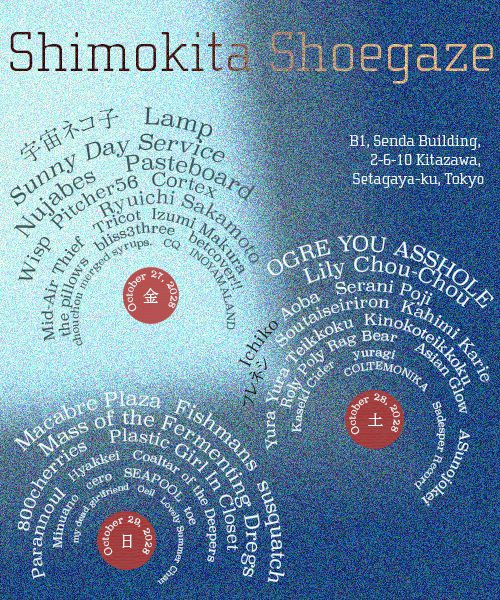 Shimokita Shoegaze
B1, Senda Building,
2-6-10 Kitazawa,
Setagaya-ku, Tokyo
宇宙ネコ子 Lamp
Sunny Day Service
Nujabes Pasteboard
Wisp Pitcher56 Cortex
Ryuichi Sakamoto
Mid-Air Thief Tricot Izumi Makura
the pillows bliss3three betcover!!
chouchou merged syrups. CQ INOYAMALAND
October 27, 2028
金
OGRE YOU ASSHOLE
Lily Chou-Chou
Ichiko Aoba Serani Poji
フレネシ Soutaiseiriron Kahimi Karie
Yura Yura Teikkoku Kinokoteikkoku
Roly Poly Rag Bear Asian Glow
Kaseki Cider yuragi ASunojokei
COLTEMONIKA Sadesper Record
October 28, 2028
土
Macabre Plaza Fishmans
Mass of the Fermenting Dregs
800cherries Plastic Girl In Closet susquatch
Parannoull Hyakkei Coaltar of the Deepers
Minuano cero SEAPOOL toe
my dead girlfriend Oell Lovely Summer Chan
October 29, 2028
日